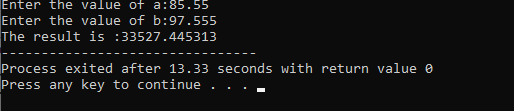 Enter the value of a:85.55
Enter the value of b:97.555
The result is :33527.445313
--------------------------------
Process exited after 13.33 seconds with return value 0
Press any key to continue . . .